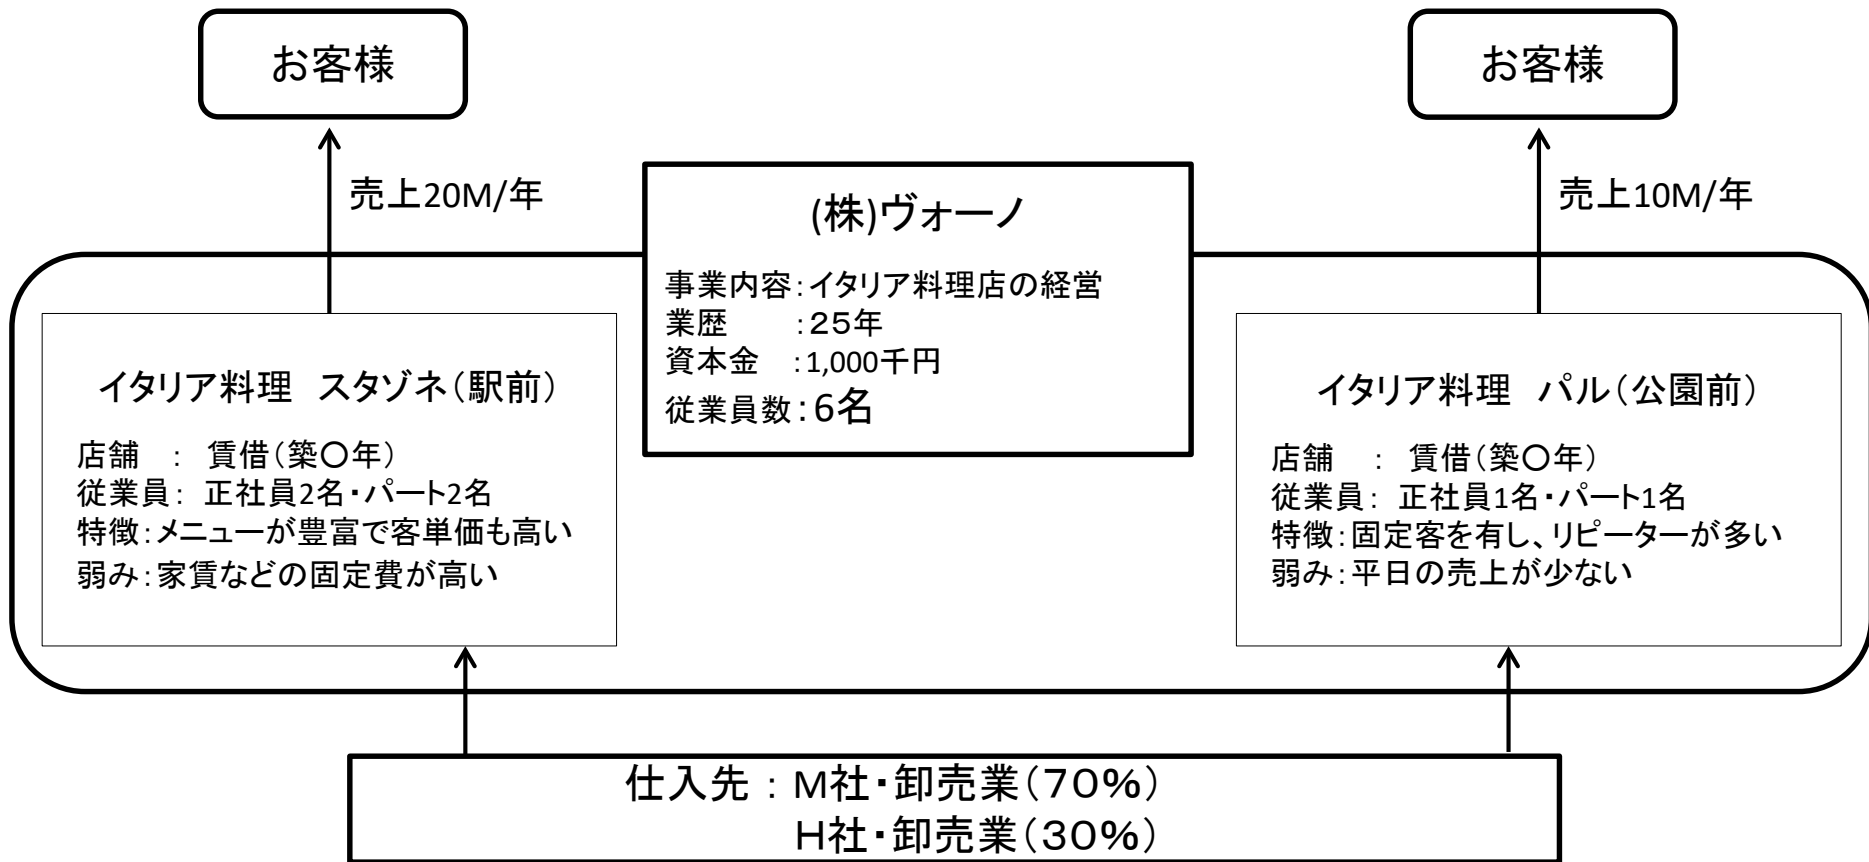 お客様
お客様
売上20M/年
売上10M/年
(株)ヴォーノ
事業内容：イタリア料理店の経営
業歴　　：２５年
資本金　：1,000千円
従業員数：6名
イタリア料理　スタゾネ（駅前）
店舗　：　賃借（築〇年）
従業員：　正社員2名・パート2名
特徴：メニューが豊富で客単価も高い
弱み：家賃などの固定費が高い
イタリア料理　パル（公園前）
店舗　：　賃借（築〇年）
従業員：　正社員1名・パート1名
特徴：固定客を有し、リピーターが多い
弱み：平日の売上が少ない
仕入先：M社・卸売業（７０％）
H社・卸売業（３０％）